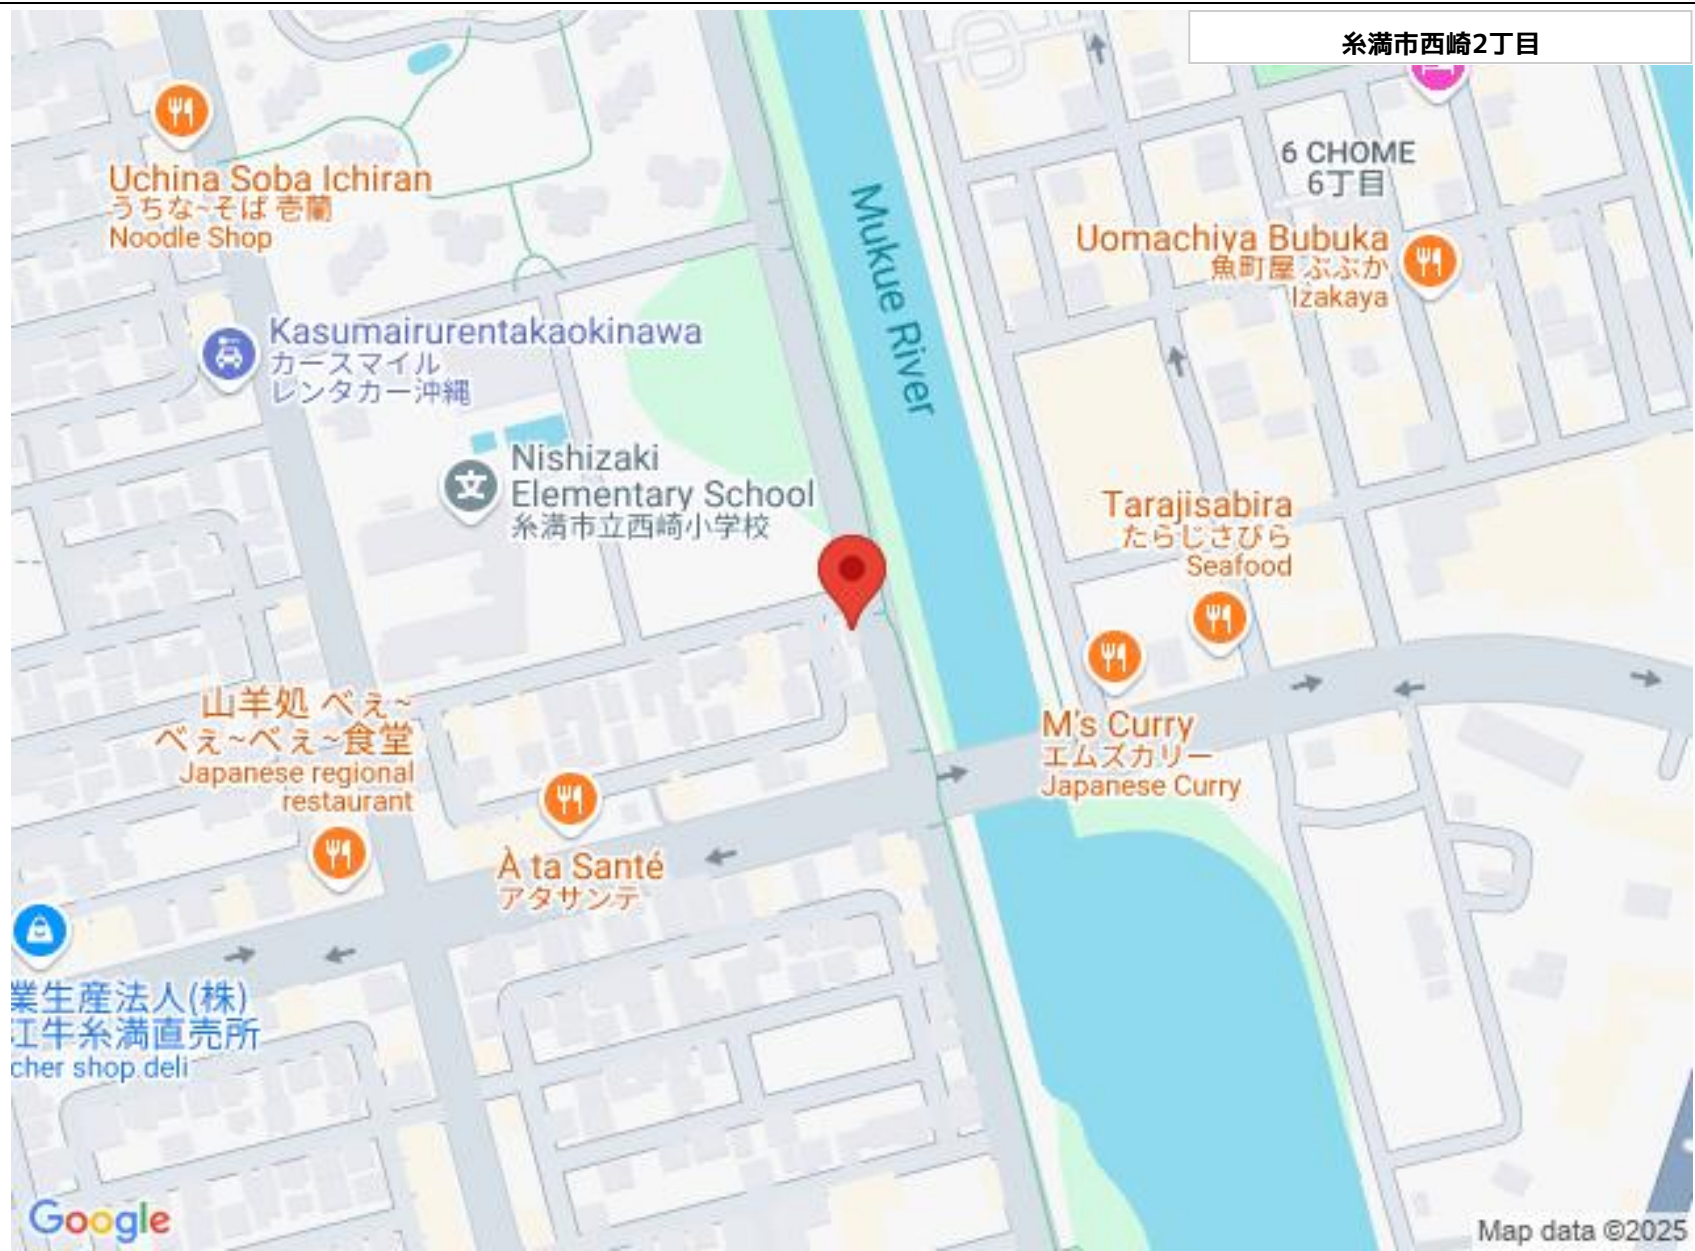 糸満市西崎2丁目
Uchina Soba Ichiran
うちな~そば 壱蘭
Noodle Shop
Mukue River
6 CHOME
6丁目
Uomachiya Bubuka
魚町屋 ぶぶか
Izakaya
Kasumairurentakaokinawa
カースマイル
レンタカー沖縄
Nishizaki
Elementary School
糸満市立西崎小学校
Tarajisabira
たらじさびら
Seafood
山羊処 べぇ~
べぇ~べぇ~食堂
Japanese regional
restaurant
M's Curry
エムズカリー
Japanese Curry
À ta Santé
アタサンテ
業生産法人(株)
江牛糸満直売所
cher shop deli
Google
Map data ©2025